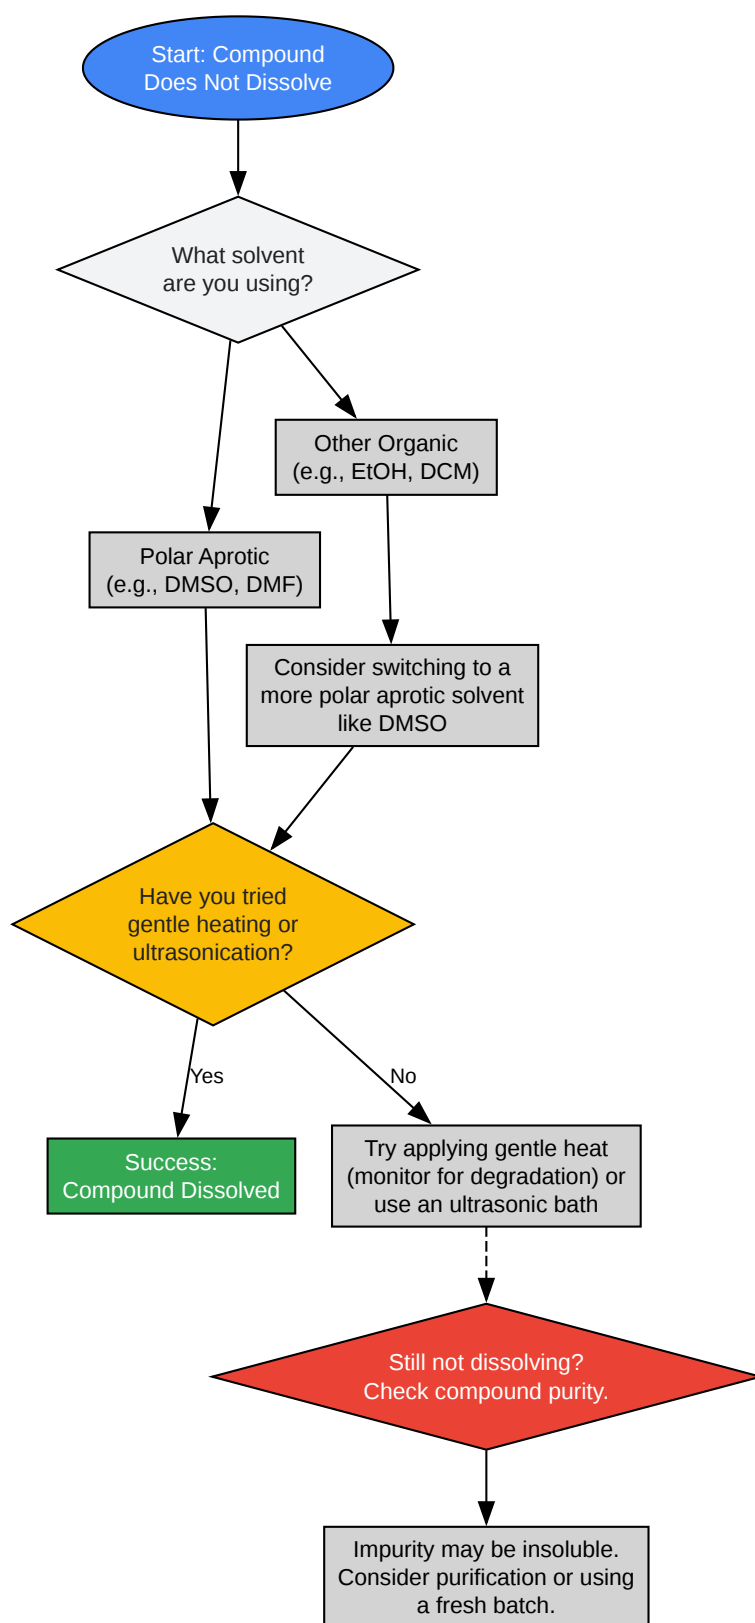 Start: Compound
Does Not Dissolve
What solvent
are you using?
Other Organic
(e.g., EtOH, DCM)
Polar Aprotic
(e.g., DMSO, DMF)
Consider switching to a
more polar aprotic solvent
like DMSO
Have you tried
gentle heating or
ultrasonication?
Yes
No
Success:
Compound Dissolved
Try applying gentle heat
(monitor for degradation) or
use an ultrasonic bath
Still not dissolving?
Check compound purity.
Impurity may be insoluble.
Consider purification or using
a fresh batch.